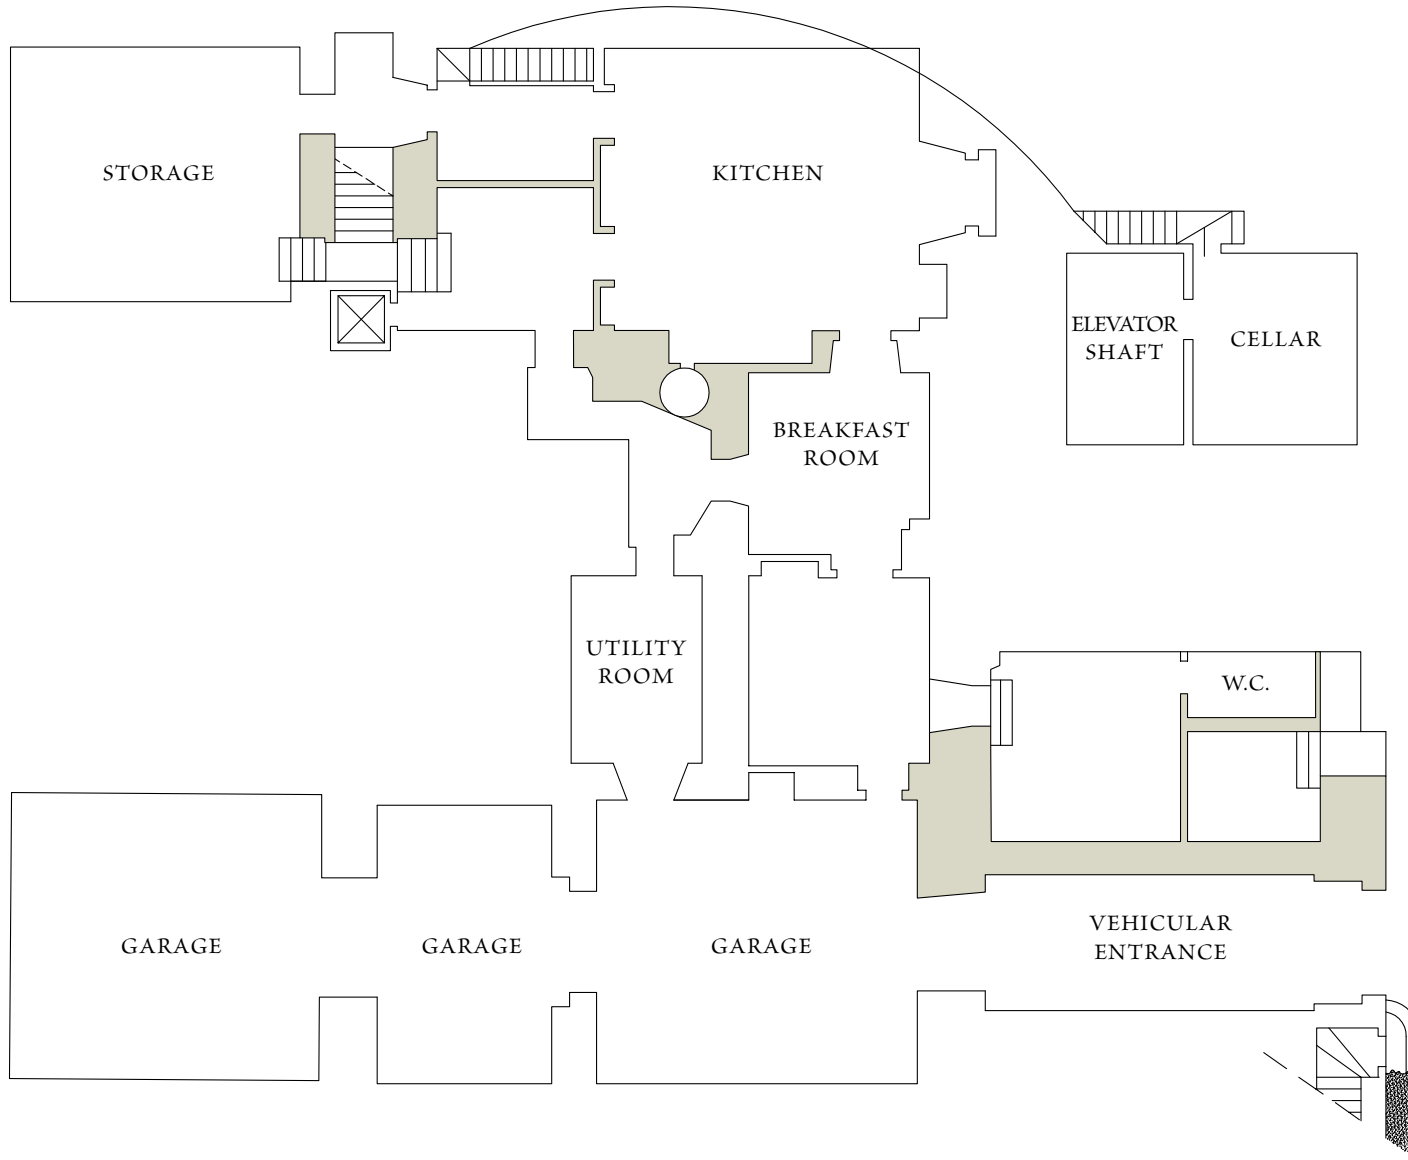 STORAGE
KITCHEN
ELEVATOR
SHAFT
CELLAR
BREAKFAST
ROOM
UTILITY
ROOM
W.C.
GARAGE
GARAGE
GARAGE
VEHICULAR
ENTRANCE